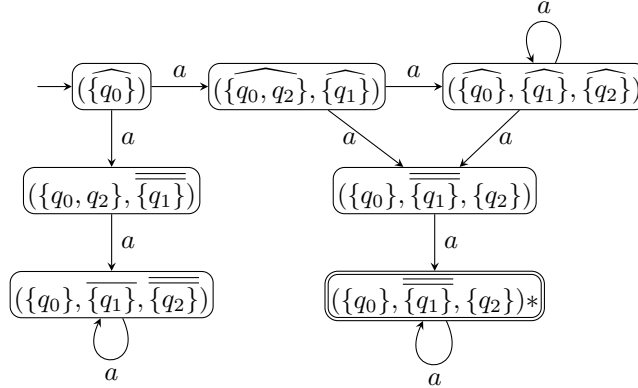 a
a a
({q₀}) ({q₀, q₂}, {q₁}) ({q₀}, {q₁}, {q₂})
a a a
({q₀, q₂}, {q₁}) ({q₀}, {q₁}, {q₂})
a a
({q₀}, {q₁}, {q₂}) ({q₀}, {q₁}, {q₂})*
a a